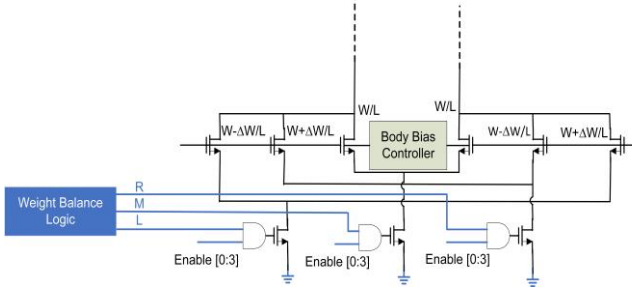 W/L
W/L
W-ΔW/L
W+ΔW/L
Body Bias
Controller
W-ΔW/L
W+ΔW/L
Weight Balance
Logic
R
M
L
Enable [0:3]
Enable [0:3]
Enable [0:3]